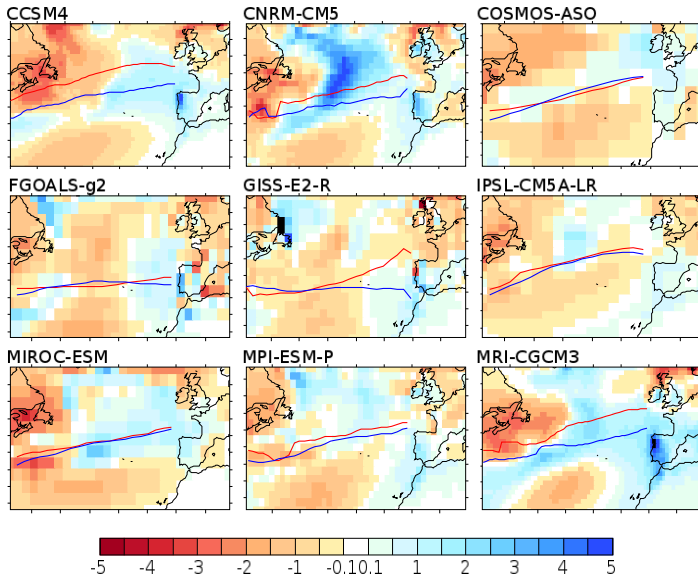 CCSM4 CNRM-CM5 COSMOS-ASO
FGOALS-g2 GISS-E2-R IPSL-CM5A-LR
MIROC-ESM MPI-ESM-P MRI-CGCM3
-5 -4 -3 -2 -1 -0.10.1 1 2 3 4 5